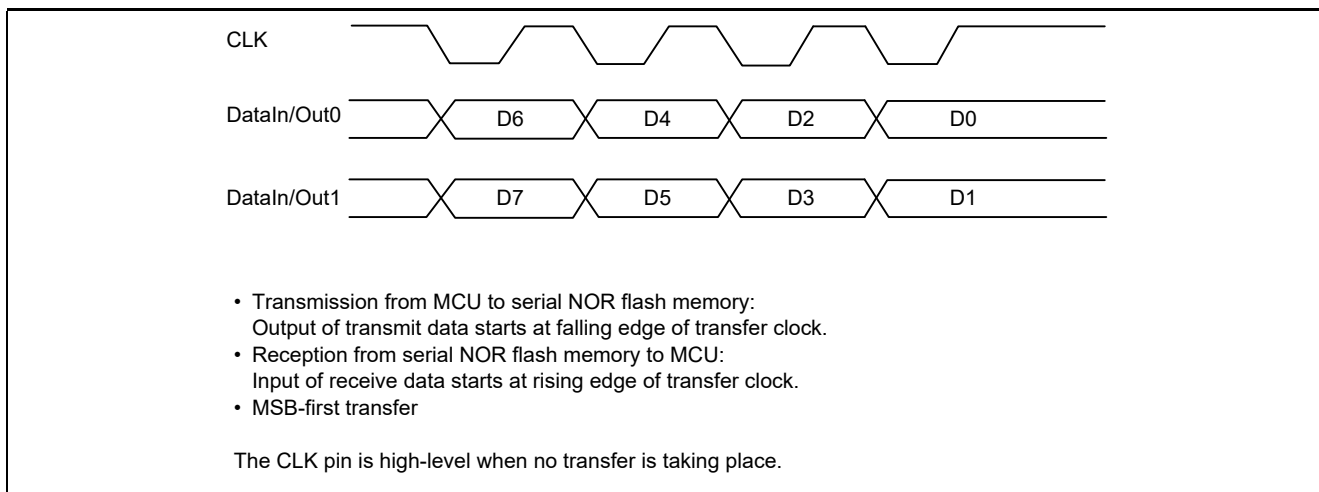 CLK
DataIn/Out0 D6 D4 D2 D0
DataIn/Out1 D7 D5 D3 D1
• Transmission from MCU to serial NOR flash memory:
Output of transmit data starts at falling edge of transfer clock.
• Reception from serial NOR flash memory to MCU:
Input of receive data starts at rising edge of transfer clock.
• MSB-first transfer
The CLK pin is high-level when no transfer is taking place.